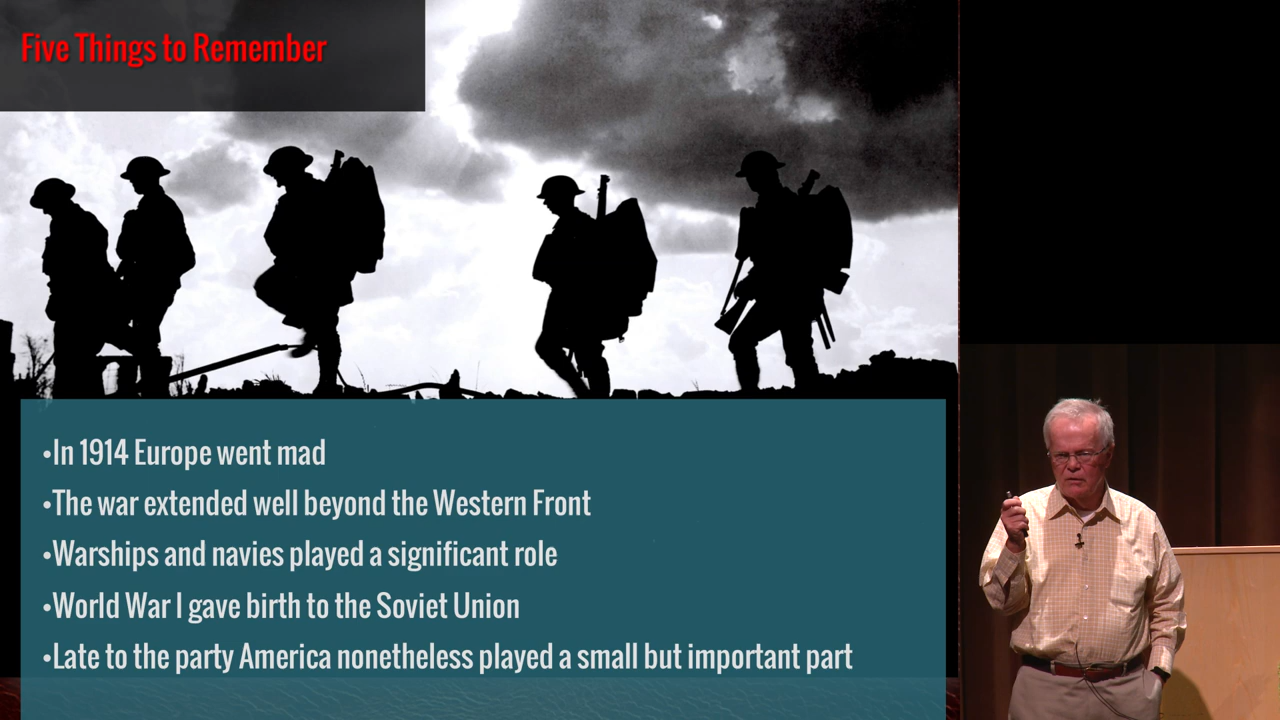 Five Things to Remember
•In 1914 Europe went mad
•The war extended well beyond the Western Front
•Warships and navies played a significant role
•World War I gave birth to the Soviet Union
•Late to the party America nonetheless played a small but important part